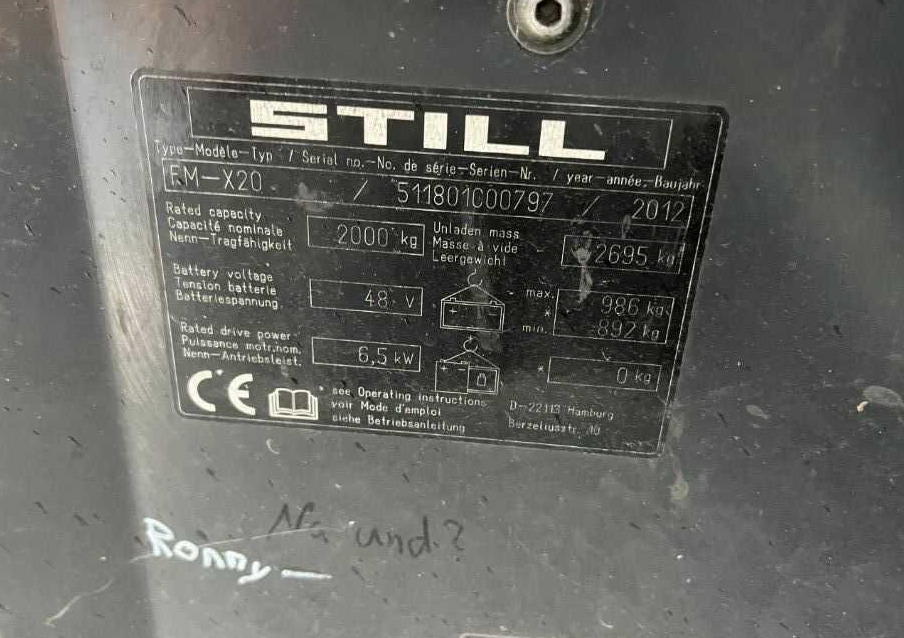 STILL
Type-Modèle-Typ / Serial no.-No. de série-Serien-Nr. / year-année-Baujahr
FM-X20 / 511801C00797 / 2012
Rated capacity
Capacité nominale
Nenn-Tragfähigkeit
2000 kg
Unladen mass
Masse à vide
Leergewicht
2695 kg
Battery voltage
Tension batterie
Batteriespannung
48 V
+ -
max.
*
min.
986 kg
892 kg
Rated drive power
Puissance motr.nom.
Nenn-Antriebsleist.
6,5 kW
+ -
*
0 kg
CE
* see Operating instructions
voir Mode d'emploi
siehe Betriebsanleitung
D-22113 Hamburg
Berzeliusstr. 10
Na und?
Ronny